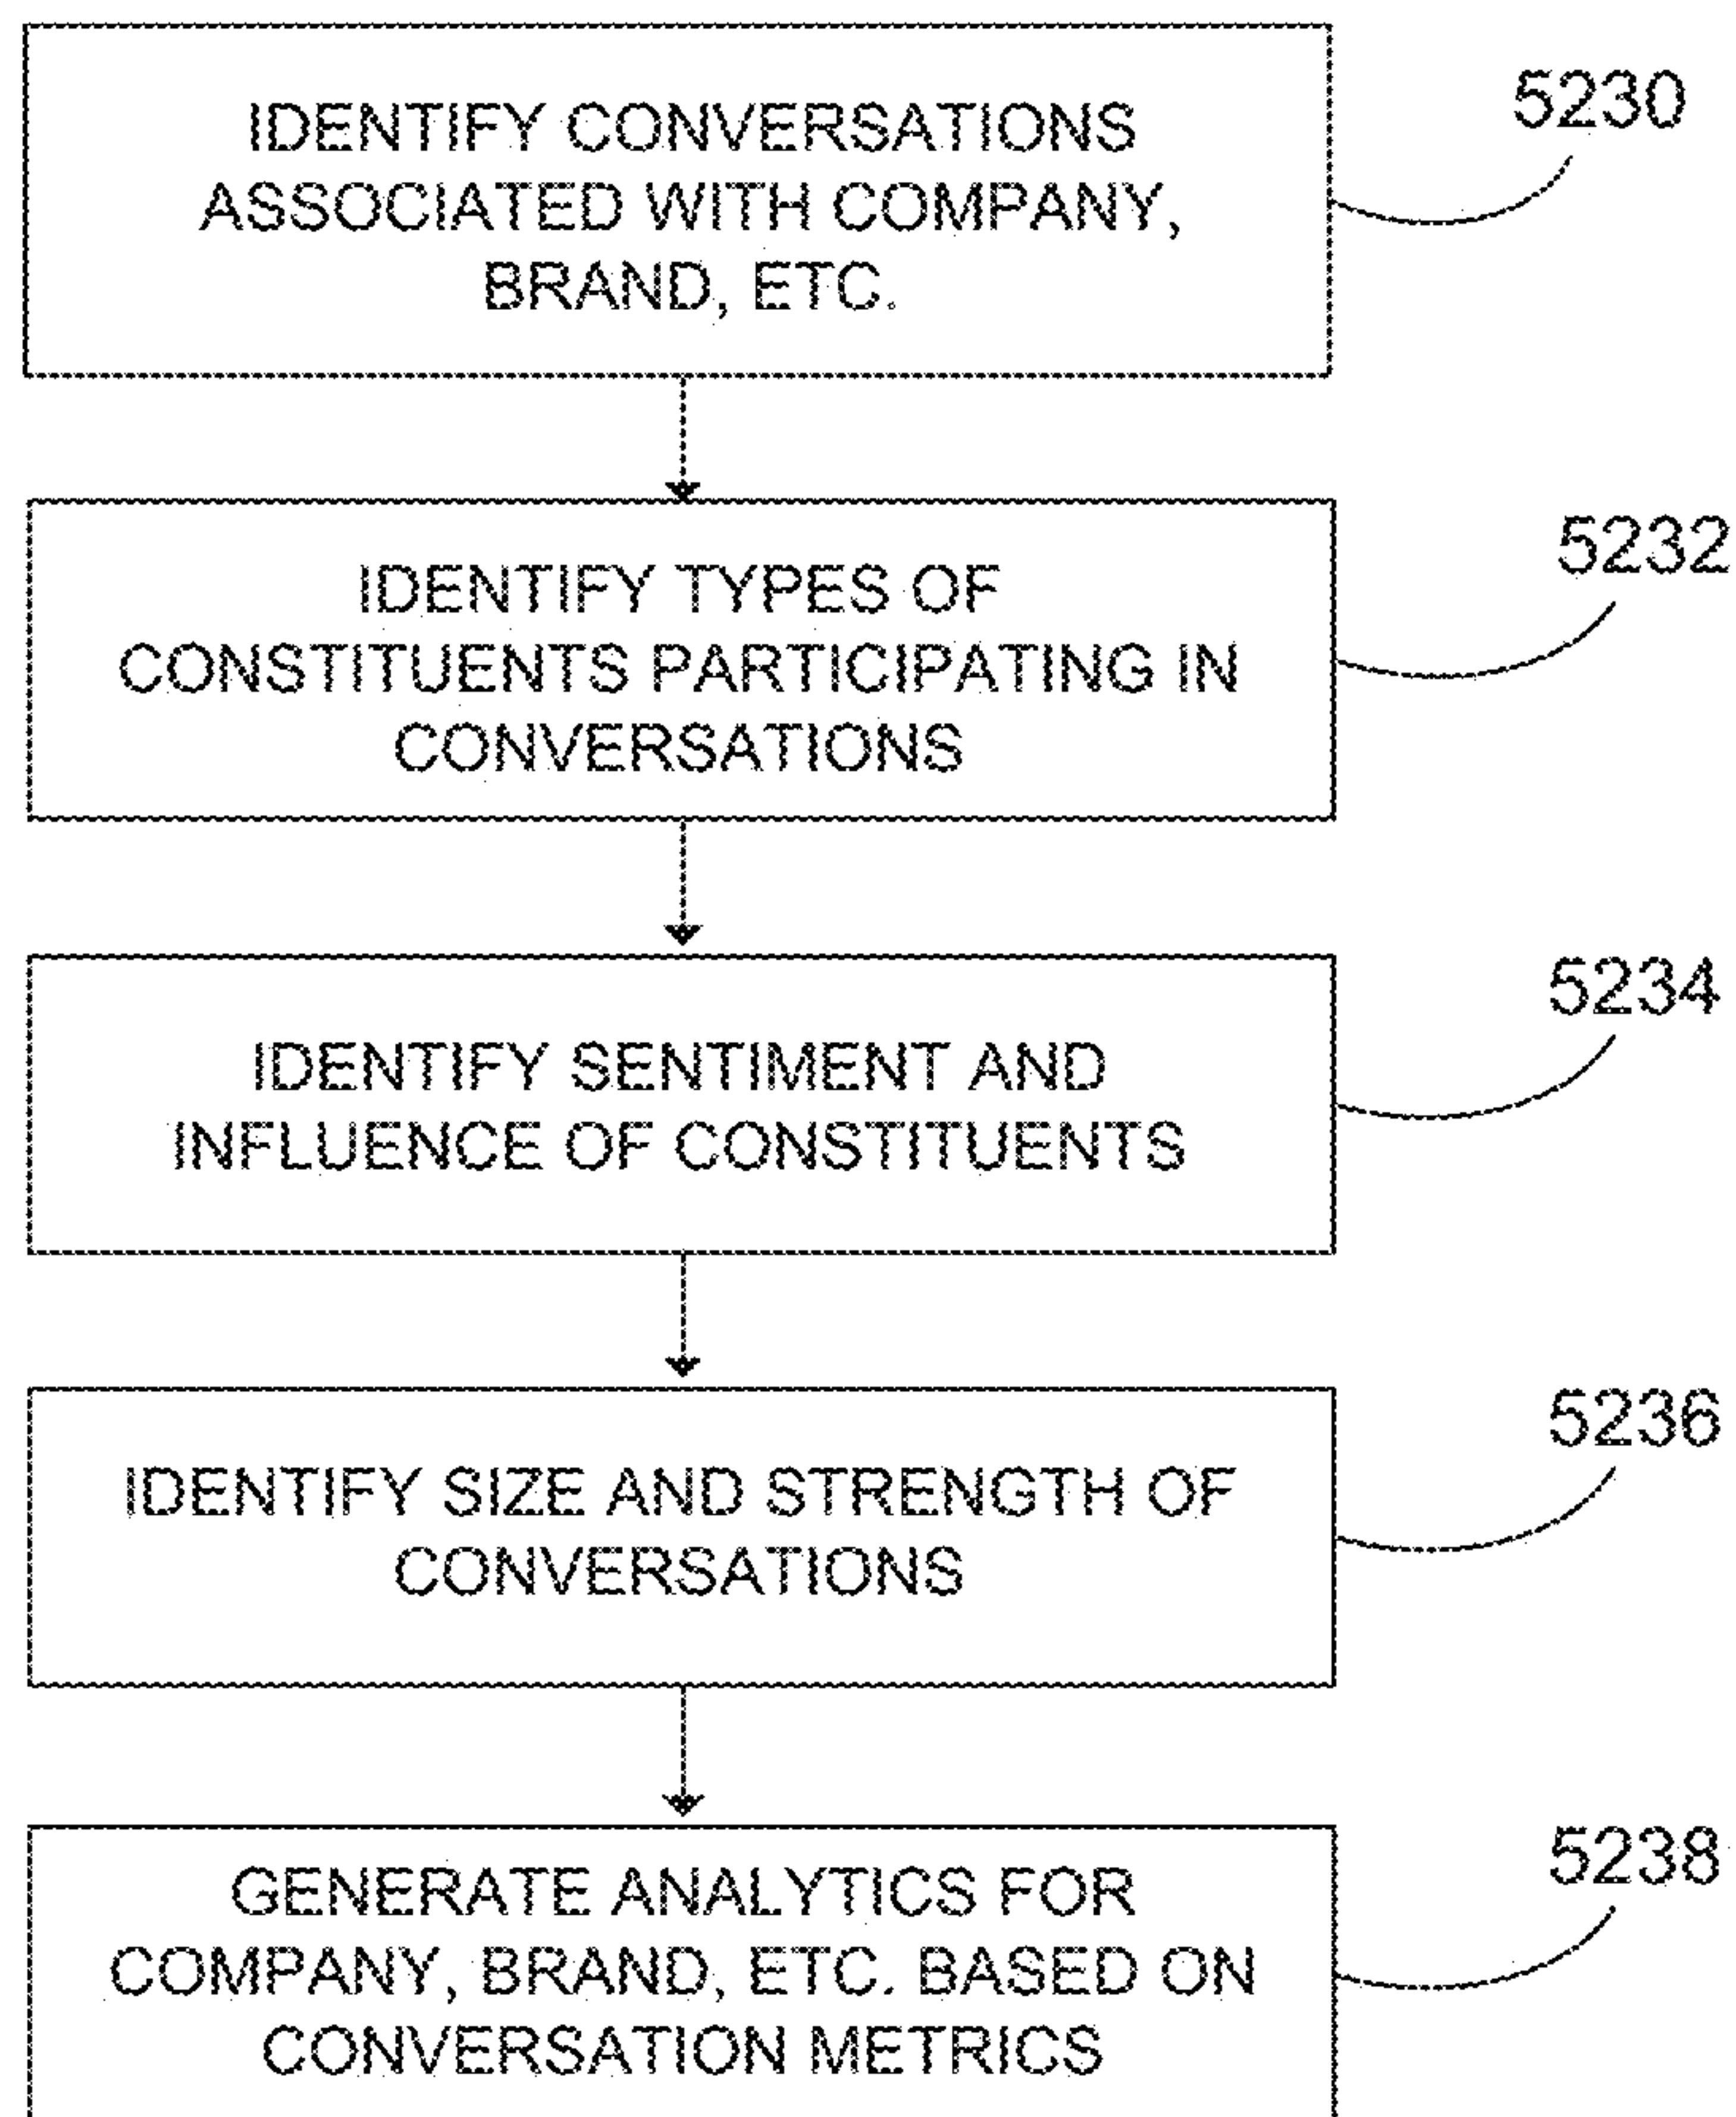 IDENTIFY CONVERSATIONS
ASSOCIATED WITH COMPANY,
BRAND, ETC.
5230
IDENTIFY TYPES OF
CONSTITUENTS PARTICIPATING IN
CONVERSATIONS
5232
IDENTIFY SENTIMENT AND
INFLUENCE OF CONSTITUENTS
5234
IDENTIFY SIZE AND STRENGTH OF
CONVERSATIONS
5236
GENERATE ANALYTICS FOR
COMPANY, BRAND, ETC. BASED ON
CONVERSATION METRICS
5238